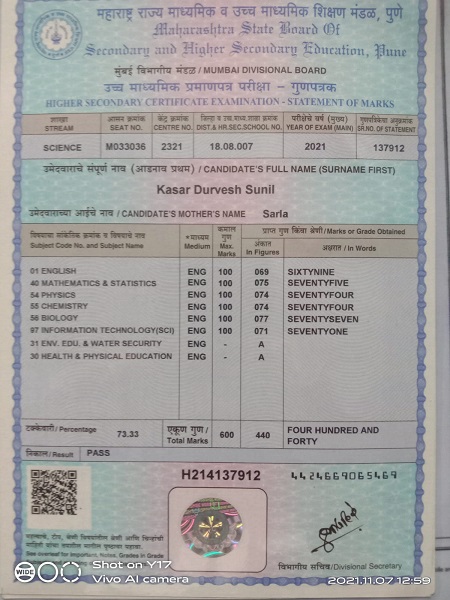 महाराष्ट्र राज्य माध्यमिक व उच्च माध्यमिक शिक्षण मंडळ, पुणे
Maharashtra State Board Of
Secondary and Higher Secondary Education, Pune
मुंबई विभागीय मंडळ / MUMBAI DIVISIONAL BOARD
उच्च माध्यमिक प्रमाणपत्र परीक्षा - गुणपत्रक
HIGHER SECONDARY CERTIFICATE EXAMINATION - STATEMENT OF MARKS
शाखा आसन क्रमांक केंद्र क्रमांक जिल्हा व उच्च माध्य.शाळा क्रमांक परीक्षेचे वर्ष (मुख्य) गुणपत्रिकेचा अनुक्रमांक
STREAM SEAT NO. CENTRE NO. DIST.& HR.SEC.SCHOOL NO. YEAR OF EXAM (MAIN) SR.NO. OF STATEMENT
SCIENCE M033036 2321 18.08.007 2021 137912
उमेदवाराचे संपूर्ण नाव (आडनाव प्रथम) / CANDIDATE'S FULL NAME (SURNAME FIRST)
Kasar Durvesh Sunil
उमेदवाराच्या आईचे नाव / CANDIDATE'S MOTHER'S NAME Sarla
विषयाचा सांकेतिक क्रमांक व विषयाचे नाव माध्यम कमाल गुण प्राप्त गुण किंवा श्रेणी / Marks or Grade Obtained
Subject Code No. and Subject Name Medium Max. Marks अंकात In Figures अक्षरात / In Words
01 ENGLISH ENG 100 069 SIXTYNINE
40 MATHEMATICS & STATISTICS ENG 100 075 SEVENTYFIVE
54 PHYSICS ENG 100 074 SEVENTYFOUR
55 CHEMISTRY ENG 100 074 SEVENTYFOUR
56 BIOLOGY ENG 100 077 SEVENTYSEVEN
97 INFORMATION TECHNOLOGY(SCI) ENG 100 071 SEVENTYONE
31 ENV. EDU. & WATER SECURITY ENG - A
30 HEALTH & PHYSICAL EDUCATION ENG - A
टक्केवारी / Percentage 73.33 एकूण गुण / Total Marks 600 440 FOUR HUNDRED AND
FORTY
निकाल / Result PASS
H214137912 4424669065469
See overleaf for Important Notes, Grades in Grade
विभागीय सचिव / Divisional Secretary
WIDE Shot on Y17
Vivo AI camera
2021.11.07 12:59